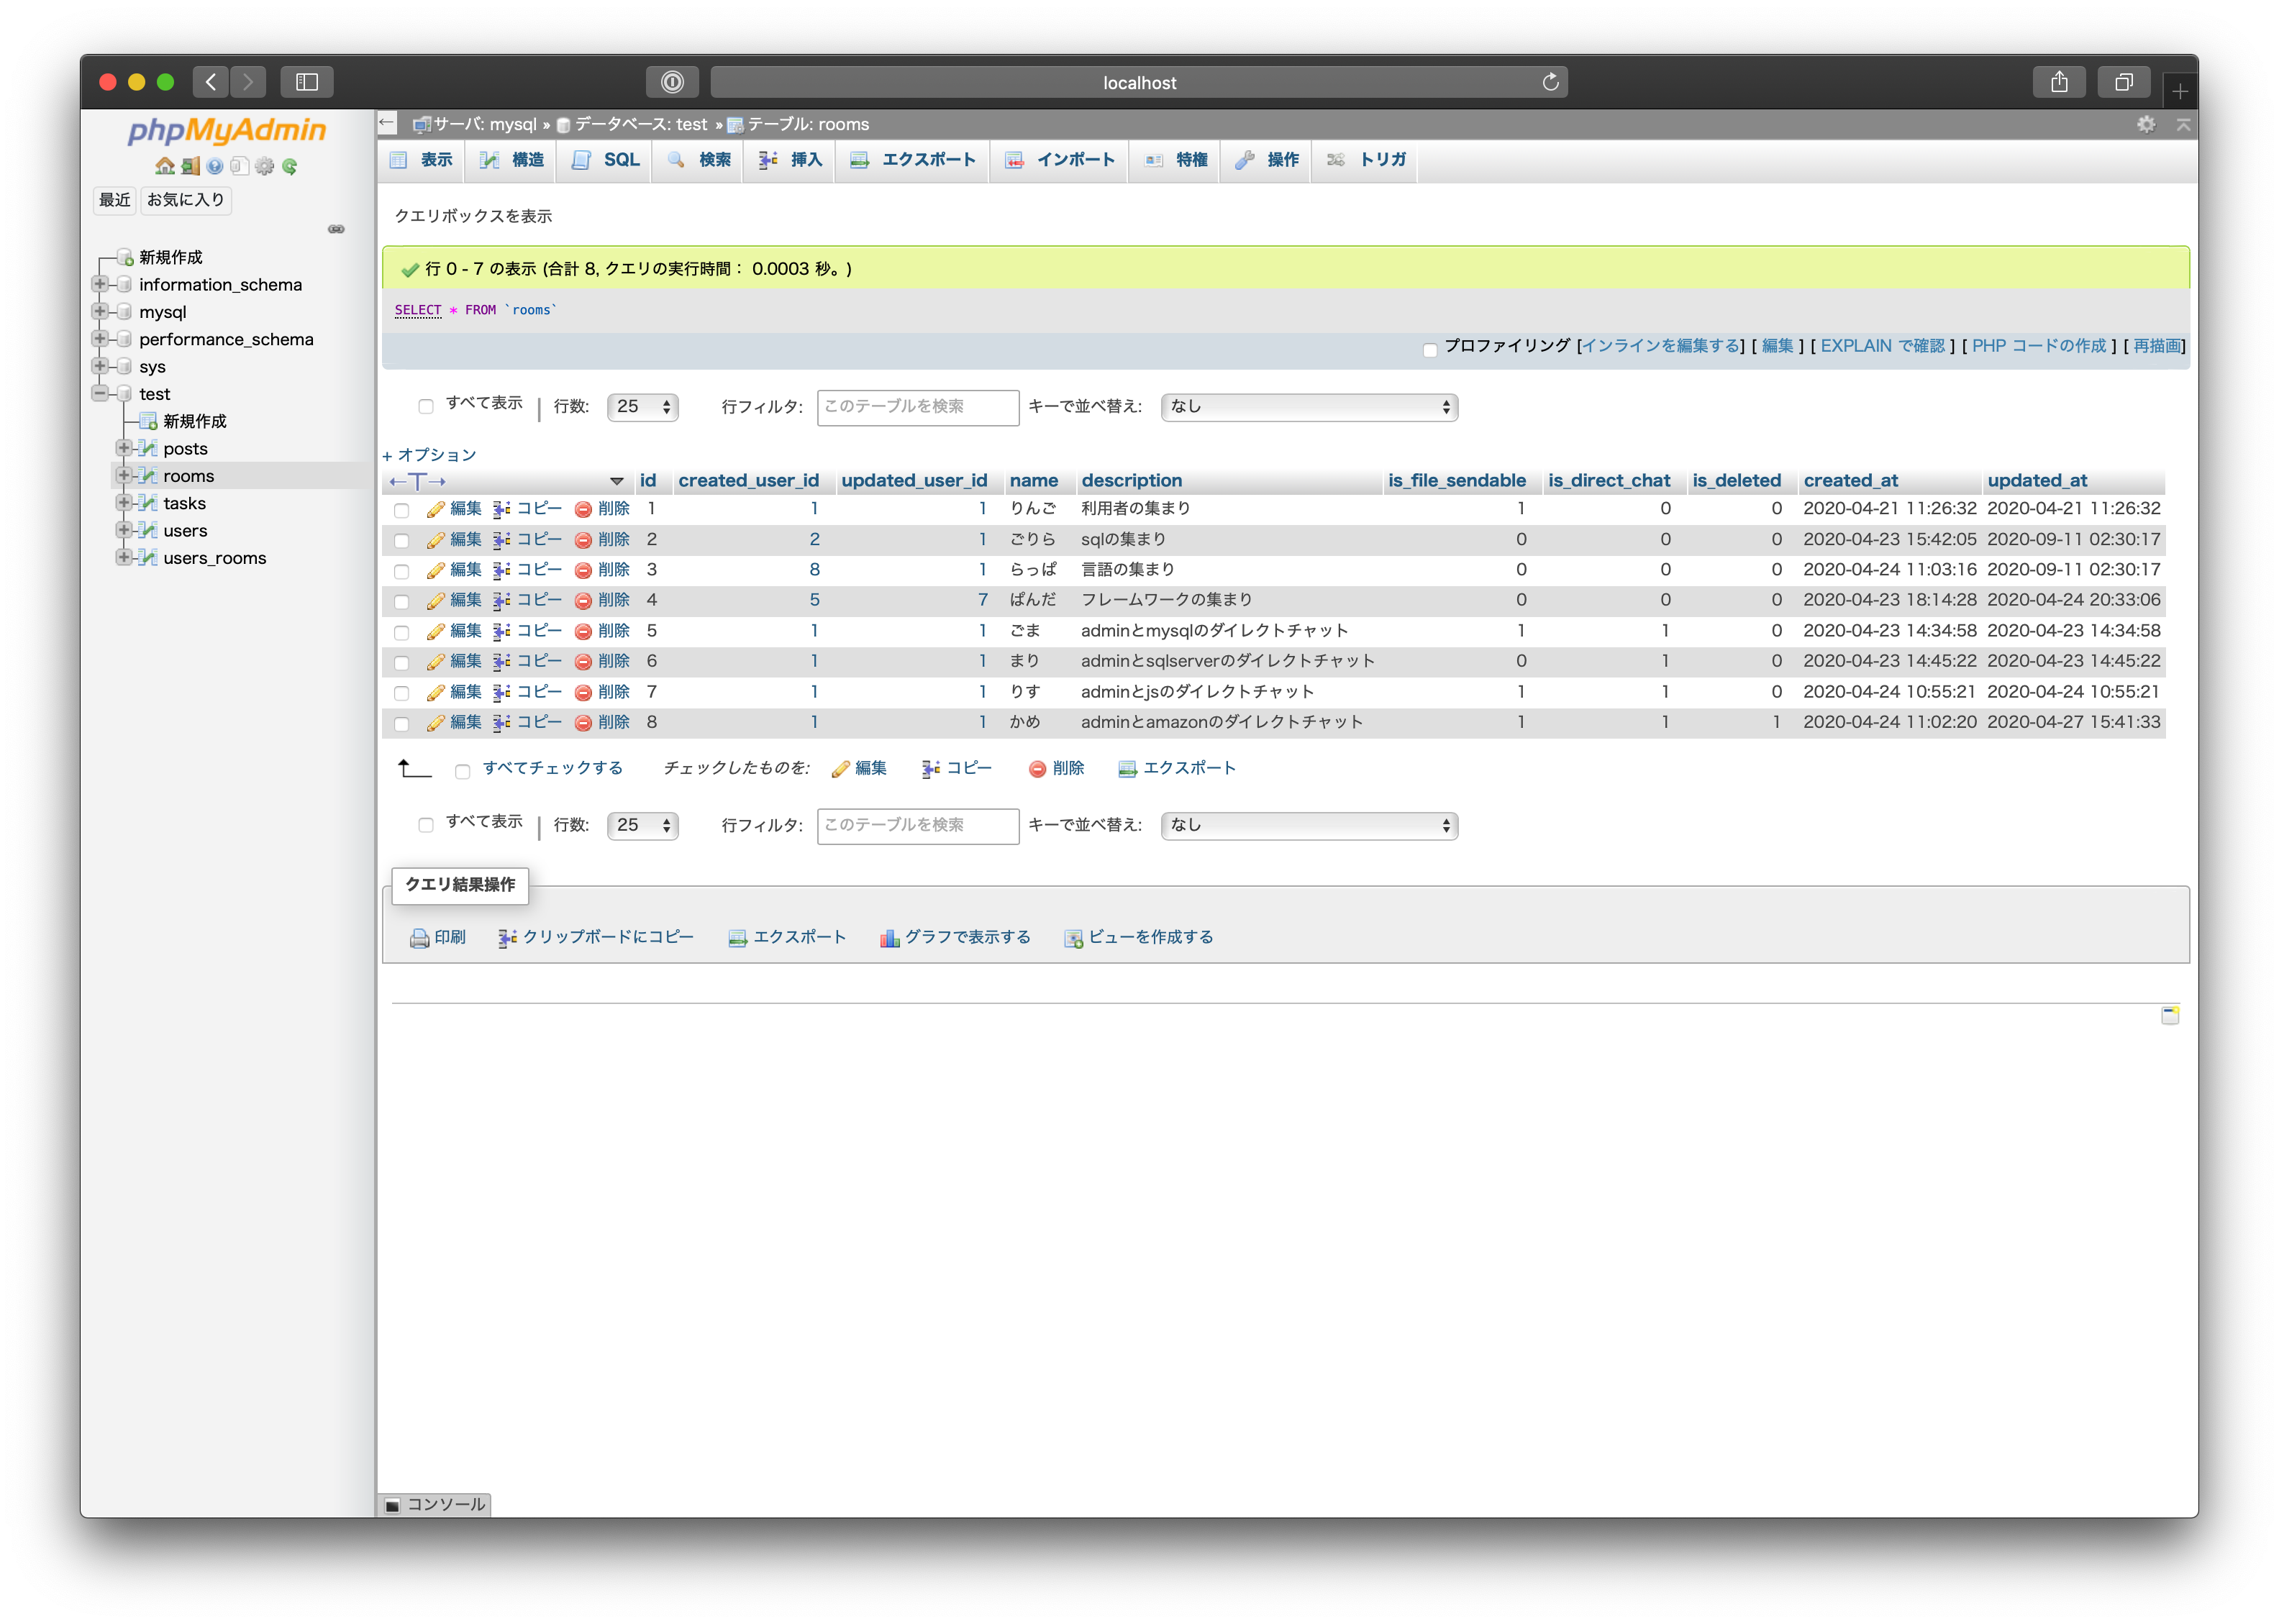 localhost
phpMyAdmin
最近 お気に入り
新規作成
information_schema
mysql
performance_schema
sys
test
新規作成
posts
rooms
tasks
users
users_rooms
サーバ: mysql » データベース: test » テーブル: rooms
表示 構造 SQL 検索 挿入 エクスポート インポート 特権 操作 トリガ
クエリボックスを表示
行 0 - 7 の表示 (合計 8, クエリの実行時間： 0.0003 秒。)
SELECT * FROM `rooms`
プロファイリング [インラインを編集する] [ 編集 ] [ EXPLAIN で確認 ] [ PHP コードの作成 ] [ 再描画]
すべて表示 | 行数: 25 行フィルタ: このテーブルを検索 キーで並べ替え: なし
+ オプション
←T→ id created_user_id updated_user_id name description is_file_sendable is_direct_chat is_deleted created_at updated_at
編集 コピー 削除 1 1 1 りんご 利用者の集まり 1 0 0 2020-04-21 11:26:32 2020-04-21 11:26:32
編集 コピー 削除 2 2 1 ごりら sqlの集まり 0 0 0 2020-04-23 15:42:05 2020-09-11 02:30:17
編集 コピー 削除 3 8 1 らっぱ 言語の集まり 0 0 0 2020-04-24 11:03:16 2020-09-11 02:30:17
編集 コピー 削除 4 5 7 ぱんだ フレームワークの集まり 0 0 0 2020-04-23 18:14:28 2020-04-24 20:33:06
編集 コピー 削除 5 1 1 ごま adminとmysqlのダイレクトチャット 1 1 0 2020-04-23 14:34:58 2020-04-23 14:34:58
編集 コピー 削除 6 1 1 まり adminとsqlserverのダイレクトチャット 0 1 0 2020-04-23 14:45:22 2020-04-23 14:45:22
編集 コピー 削除 7 1 1 りす adminとjsのダイレクトチャット 1 1 0 2020-04-24 10:55:21 2020-04-24 10:55:21
編集 コピー 削除 8 1 1 かめ adminとamazonのダイレクトチャット 1 1 1 2020-04-24 11:02:20 2020-04-27 15:41:33
すべてチェックする チェックしたものを: 編集 コピー 削除 エクスポート
すべて表示 | 行数: 25 行フィルタ: このテーブルを検索 キーで並べ替え: なし
クエリ結果操作
印刷 クリップボードにコピー エクスポート グラフで表示する ビューを作成する
コンソール